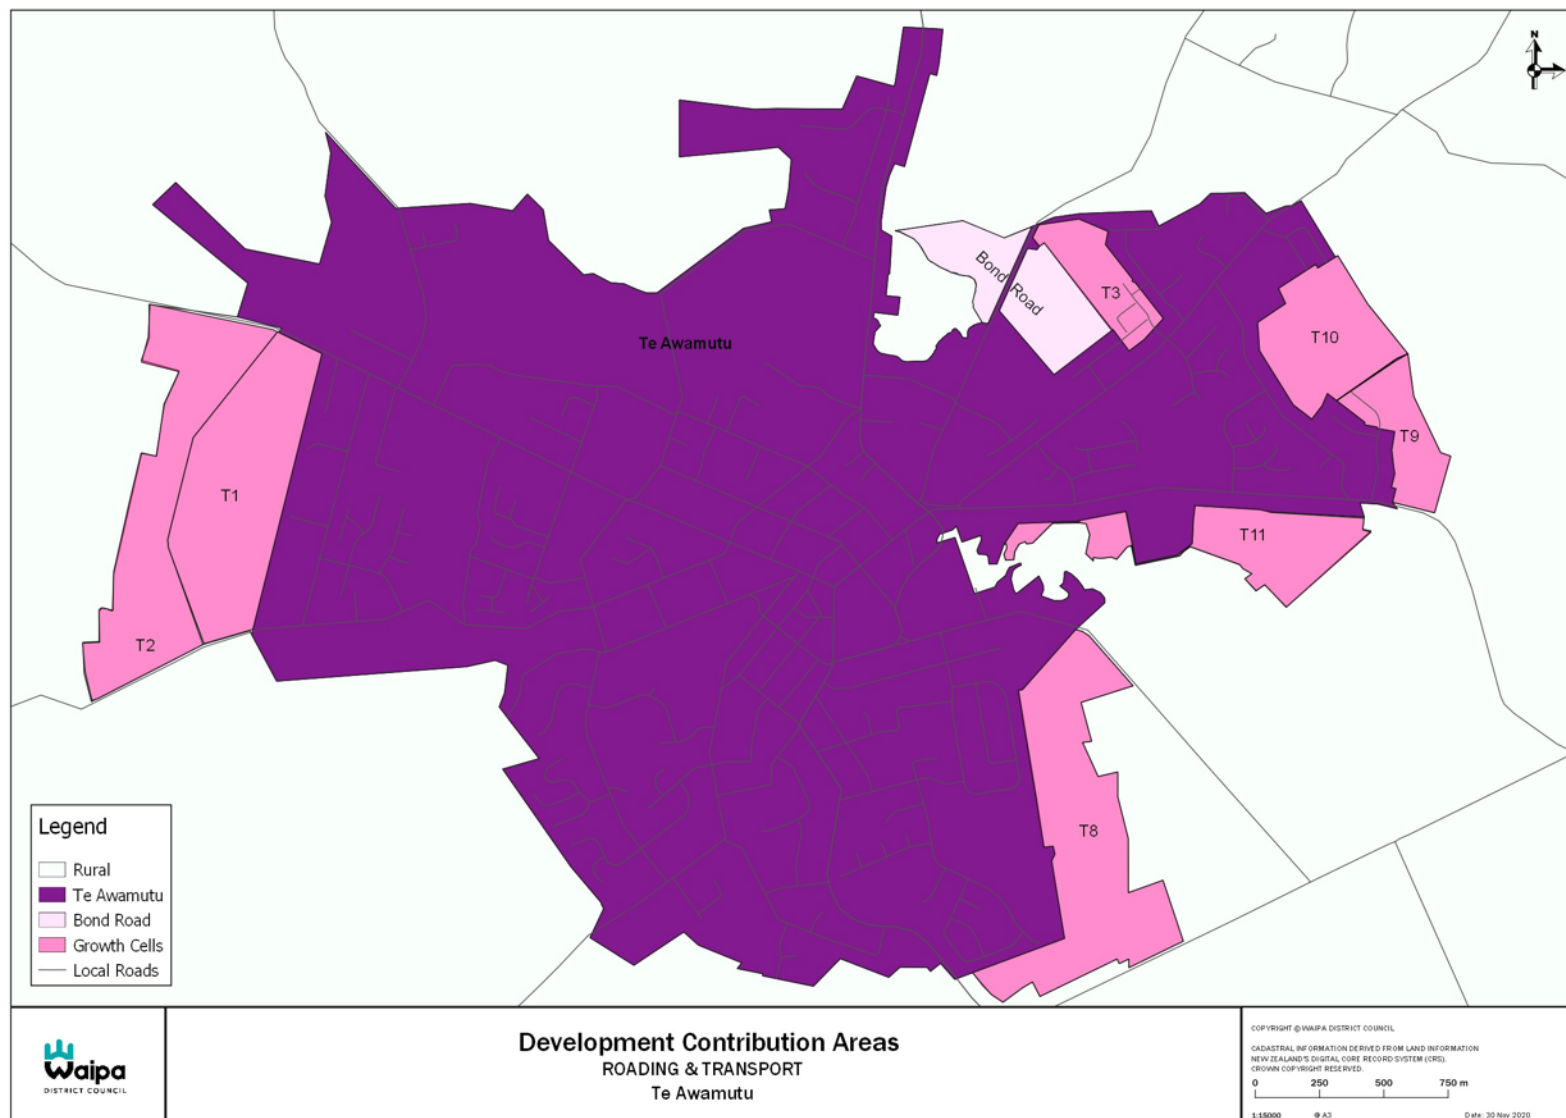 N
Bond Road
T3
T10
Te Awamutu
T9
T1
T11
T2
T8
Legend
Rural
Te Awamutu
Bond Road
Growth Cells
Local Roads
Waipa
DISTRICT COUNCIL
Development Contribution Areas
ROADING & TRANSPORT
Te Awamutu
COPYRIGHT © WAIPA DISTRICT COUNCIL
CADASTRAL INFORMATION DERIVED FROM LAND INFORMATION
NEW ZEALAND'S DIGITAL CORE RECORD SYSTEM (CRS).
CROWN COPYRIGHT RESERVED.
0 250 500 750 m
1:15000 @ A3 Date: 30 Nov 2020